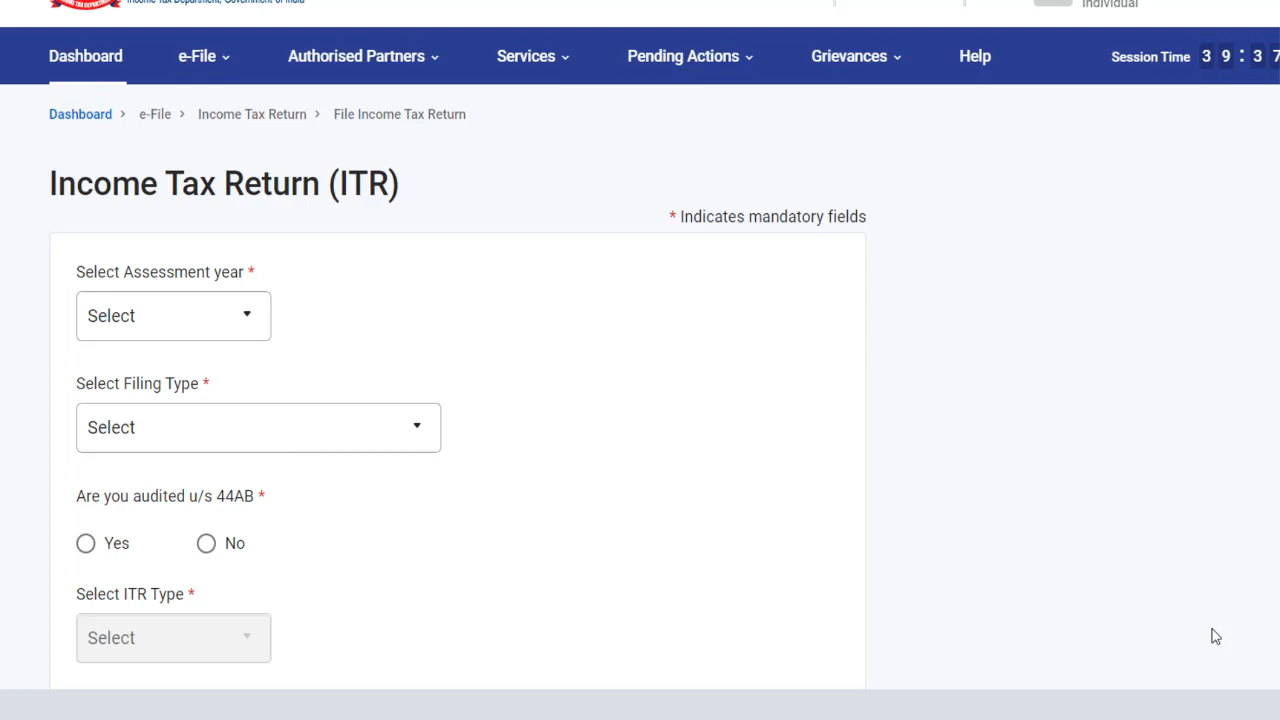 Income Tax Department, Government of India
Individual
Dashboard e-File Authorised Partners Services Pending Actions Grievances Help Session Time 3 9 : 3 7
Dashboard > e-File > Income Tax Return > File Income Tax Return
Income Tax Return (ITR)
* Indicates mandatory fields
Select Assessment year *
Select
Select Filing Type *
Select
Are you audited u/s 44AB *
Yes No
Select ITR Type *
Select